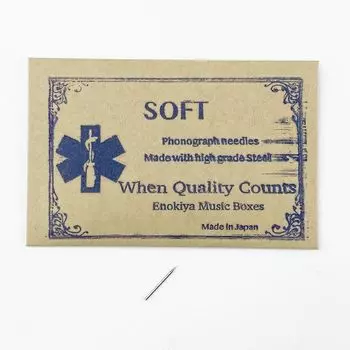 SOFT
Phonograph needles
Made with high grade Steel
When Quality Counts
Enokiya Music Boxes
Made in Japan